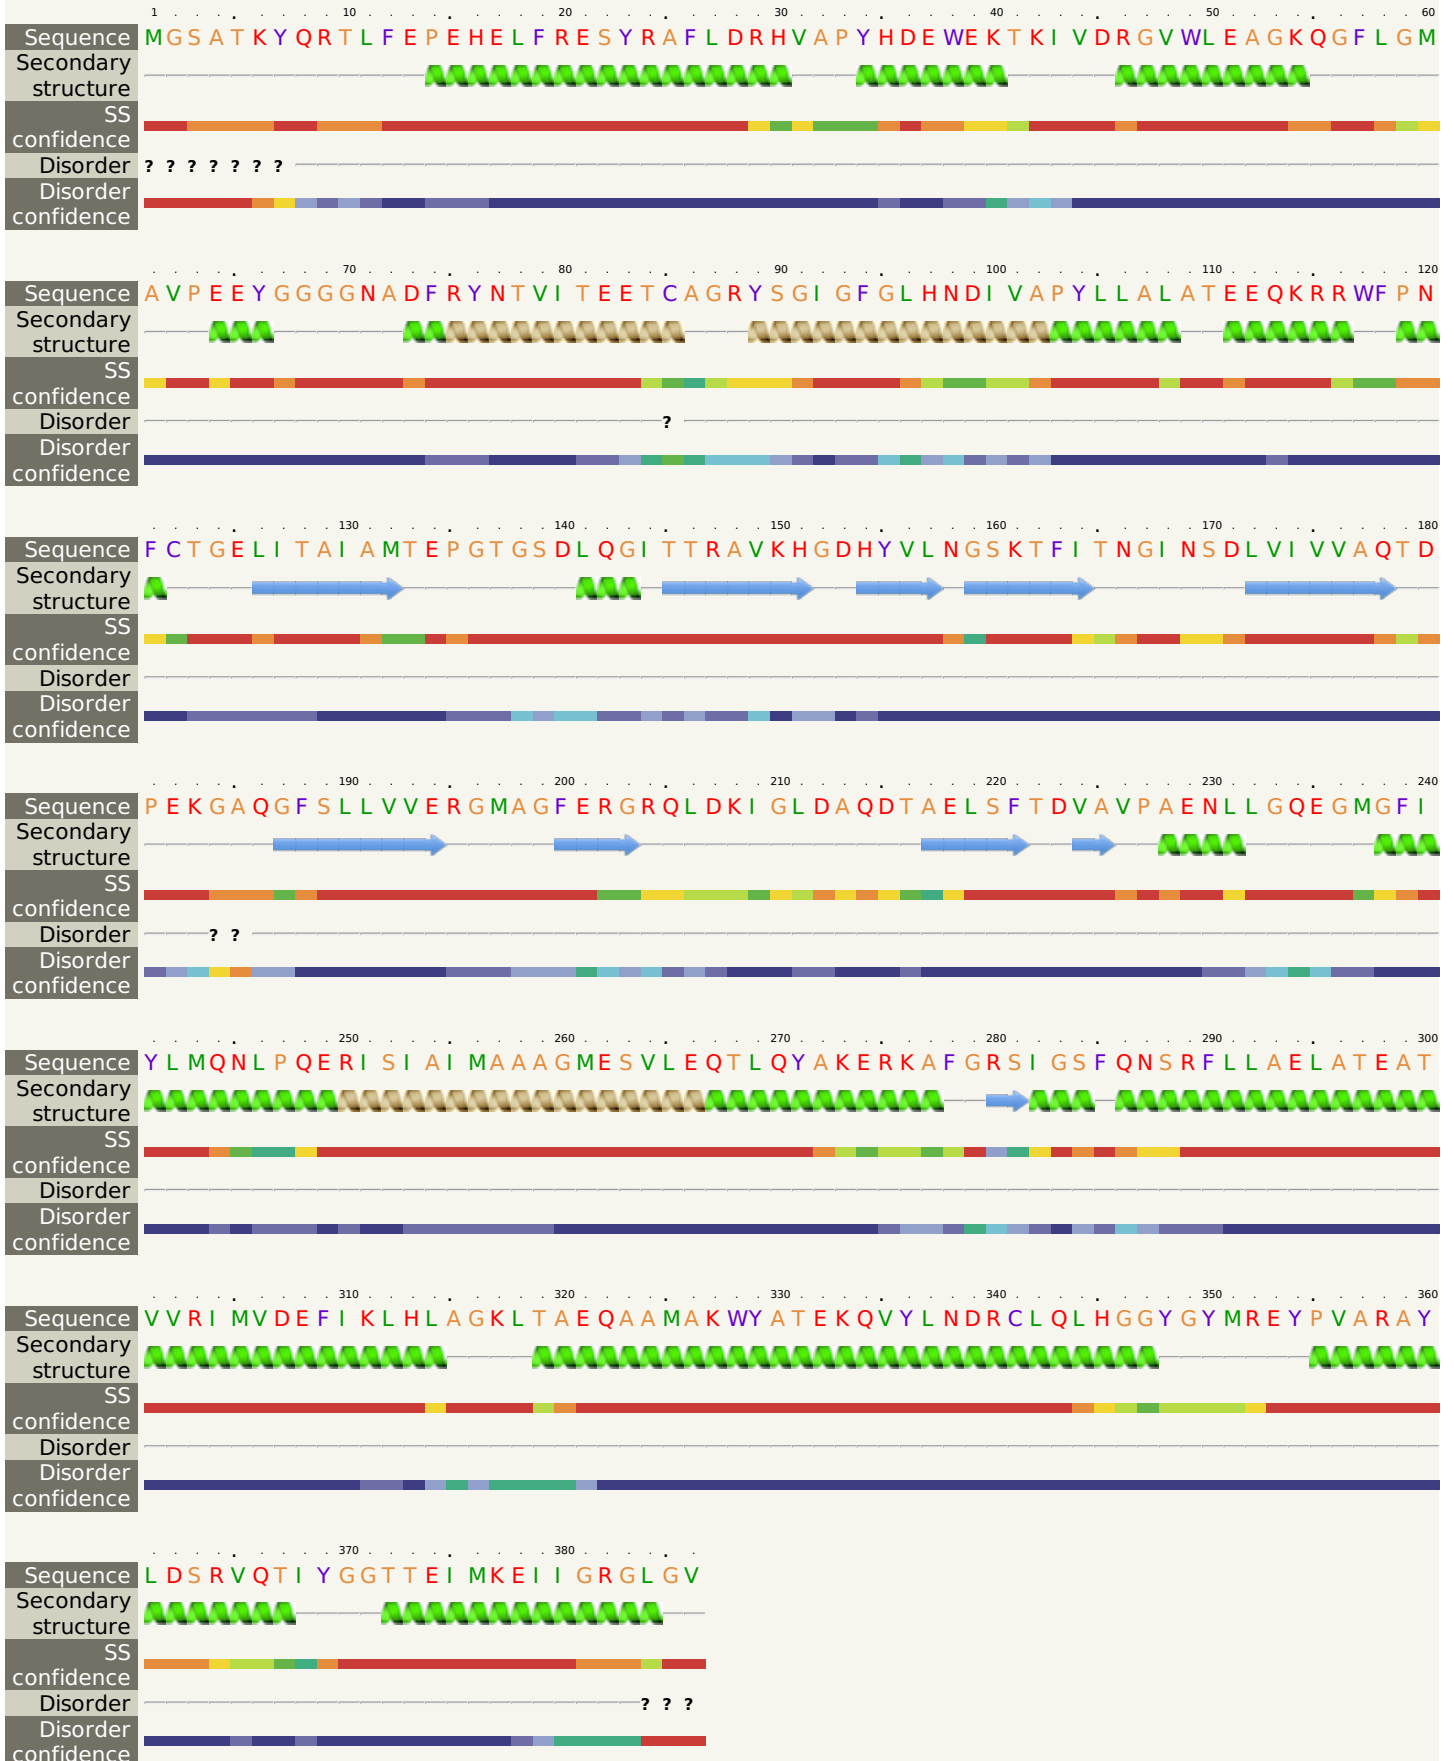 1 10 20 30 40 50 60
Sequence MGSATKYQRTLFEPEHELFRESYRAFLDRHVAPYHDEWEKTKIVDRGVWLEAGKQGFLGM
Secondary
structure
SS
confidence
Disorder ? ? ? ? ? ? ?
Disorder
confidence
70 80 90 100 110 120
Sequence AVPEEYGGGGNADFRYNTVITEETCAGRYSGIGFGLHNDIVAPYLLALATEEQKRRWFPN
Secondary
structure
SS
confidence
Disorder ?
Disorder
confidence
130 140 150 160 170 180
Sequence FCTGELITAIAMTEPGTGSDLQGITTRAVKHGDHYVLNGSKTFITNGINSDLVIVVAQTD
Secondary
structure
SS
confidence
Disorder
Disorder
confidence
190 200 210 220 230 240
Sequence PEKGAQGFSLLVVERGMAGFERGRQLDKIGLDAQDTAELSFTDVAVPAENLLGQEGMGFI
Secondary
structure
SS
confidence
Disorder ? ?
Disorder
confidence
250 260 270 280 290 300
Sequence YLMQNLPQERISIAIMAAAGMESVLEQTLQYAKERKAFGRSIGSFQNSRFLLAELATEAT
Secondary
structure
SS
confidence
Disorder
Disorder
confidence
310 320 330 340 350 360
Sequence VVRIMVDEFIKLHLAGKLTAEQAAMAKWYATEKQVYLNDRCLQLHGGYGYMREYPVARAY
Secondary
structure
SS
confidence
Disorder
Disorder
confidence
370 380
Sequence LDSRVQTIYGGTTEIMKEIIGRGLGV
Secondary
structure
SS
confidence
Disorder ? ? ?
Disorder
confidence